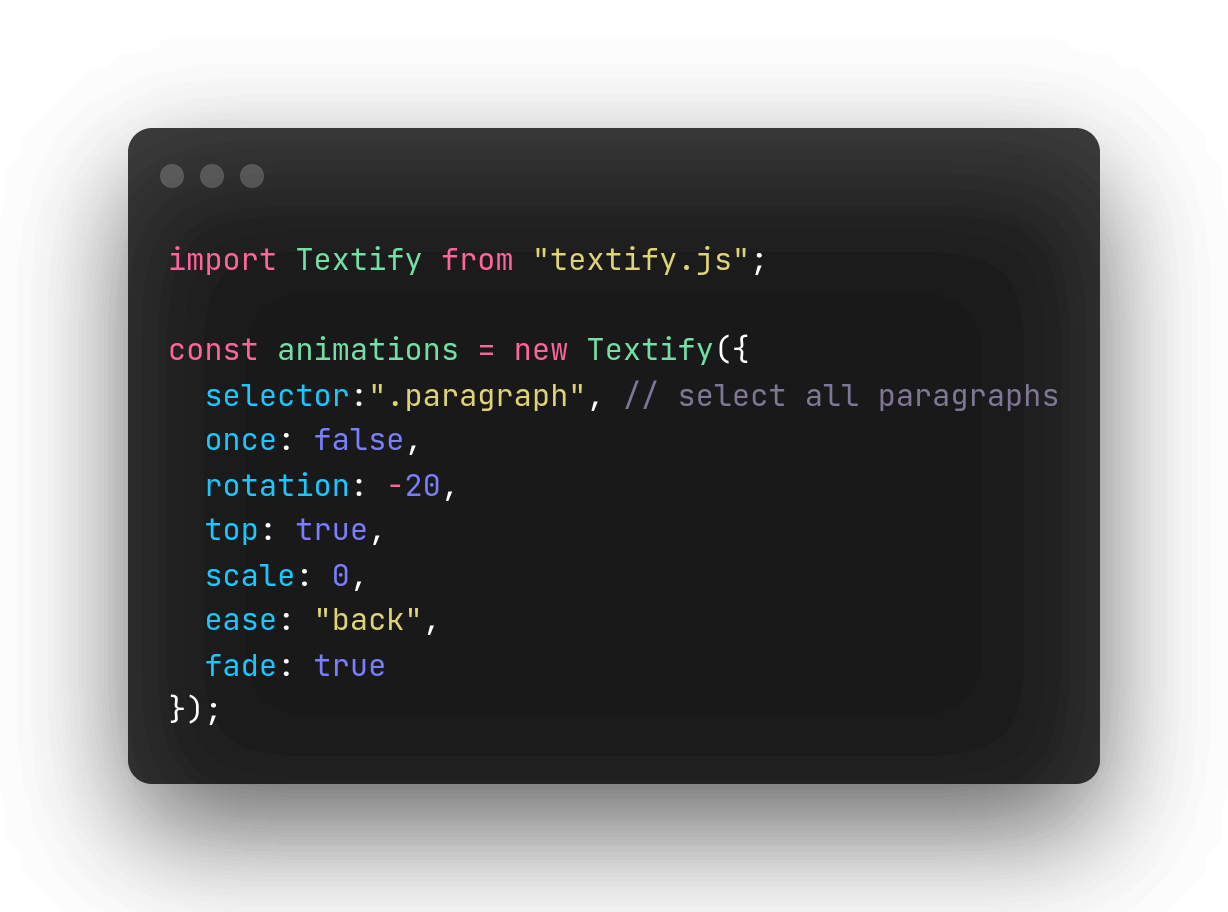 import Textify from "textify.js";

const animations = new Textify({
  selector:".paragraph", // select all paragraphs
  once: false,
  rotation: -20,
  top: true,
  scale: 0,
  ease: "back",
  fade: true
});